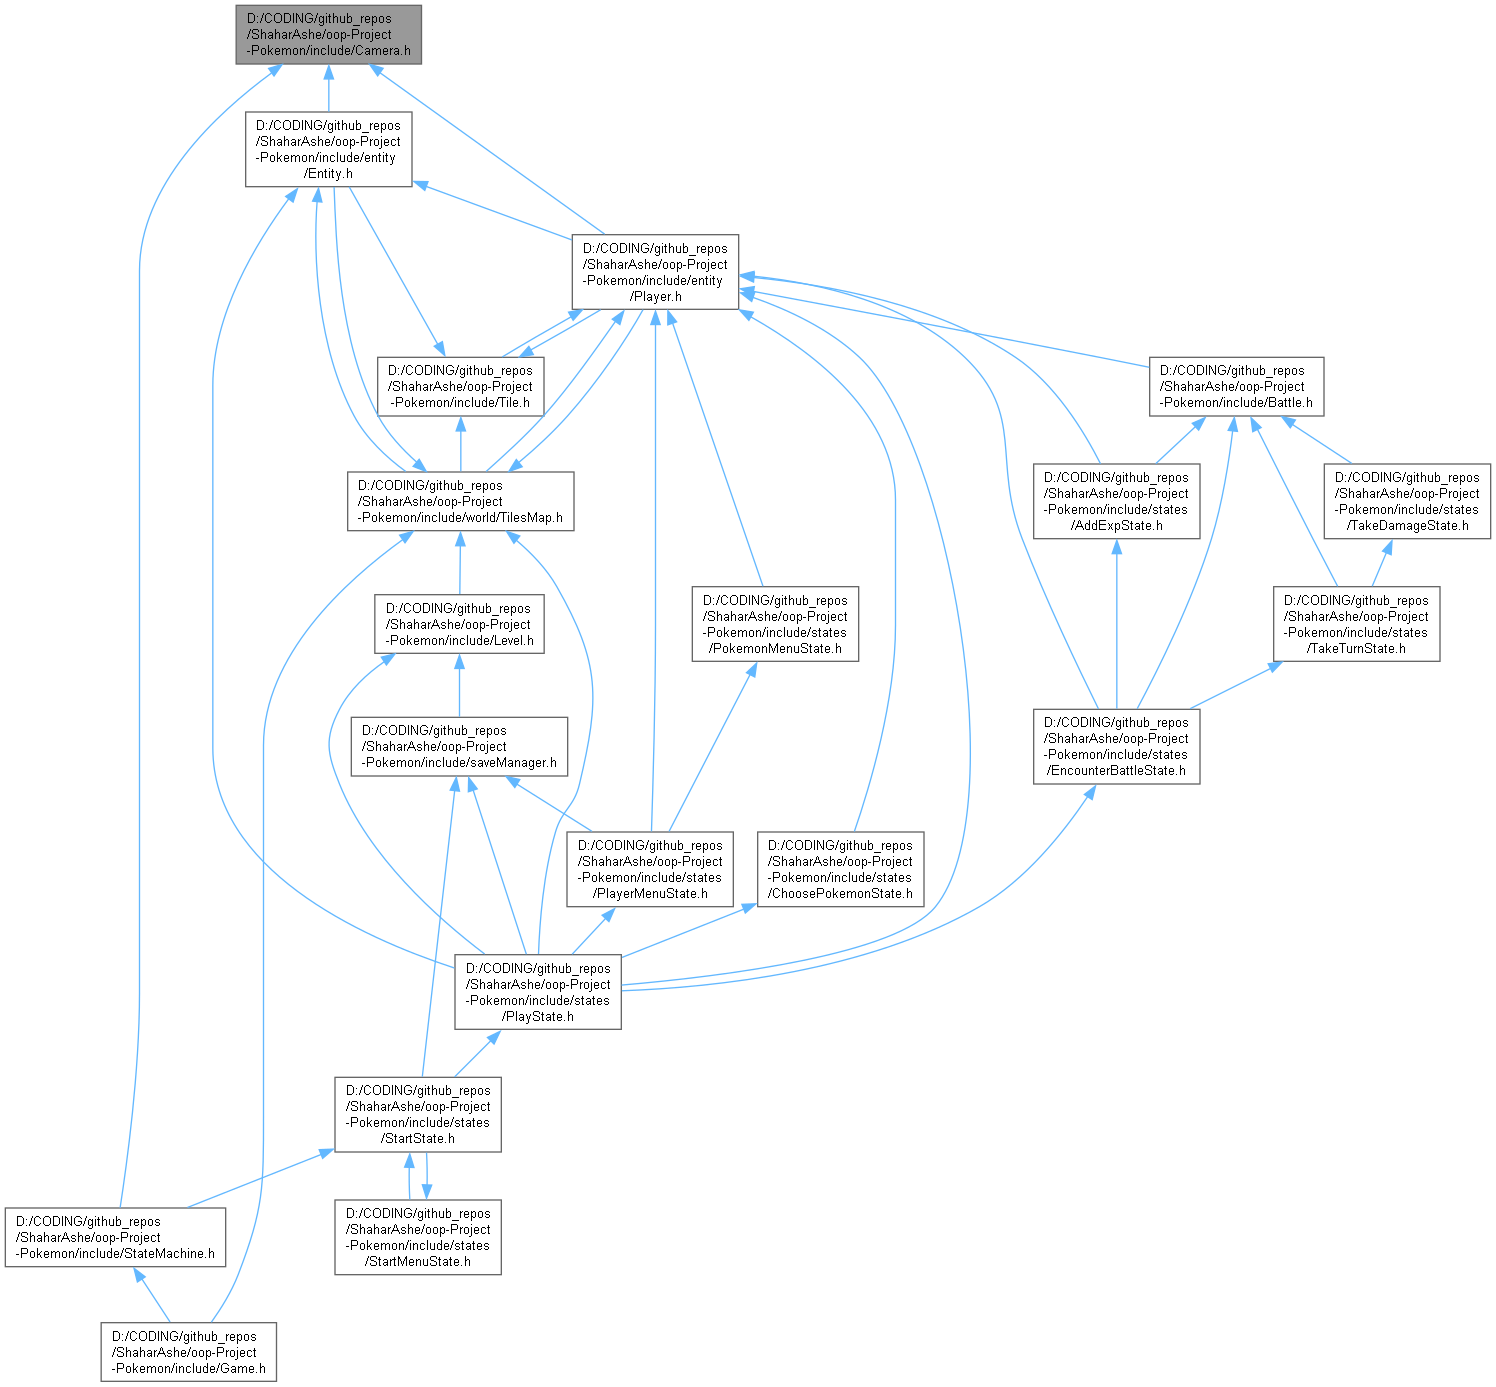 D:/CODING/github_repos
/ShaharAshe/oop-Project
-Pokemon/include/Camera.h
D:/CODING/github_repos
/ShaharAshe/oop-Project
-Pokemon/include/entity
/Entity.h
D:/CODING/github_repos
/ShaharAshe/oop-Project
-Pokemon/include/entity
/Player.h
D:/CODING/github_repos
/ShaharAshe/oop-Project
-Pokemon/include/Tile.h
D:/CODING/github_repos
/ShaharAshe/oop-Project
-Pokemon/include/Battle.h
D:/CODING/github_repos
/ShaharAshe/oop-Project
-Pokemon/include/world/TilesMap.h
D:/CODING/github_repos
/ShaharAshe/oop-Project
-Pokemon/include/states
/AddExpState.h
D:/CODING/github_repos
/ShaharAshe/oop-Project
-Pokemon/include/states
/TakeDamageState.h
D:/CODING/github_repos
/ShaharAshe/oop-Project
-Pokemon/include/Level.h
D:/CODING/github_repos
/ShaharAshe/oop-Project
-Pokemon/include/states
/PokemonMenuState.h
D:/CODING/github_repos
/ShaharAshe/oop-Project
-Pokemon/include/states
/TakeTurnState.h
D:/CODING/github_repos
/ShaharAshe/oop-Project
-Pokemon/include/saveManager.h
D:/CODING/github_repos
/ShaharAshe/oop-Project
-Pokemon/include/states
/EncounterBattleState.h
D:/CODING/github_repos
/ShaharAshe/oop-Project
-Pokemon/include/states
/PlayerMenuState.h
D:/CODING/github_repos
/ShaharAshe/oop-Project
-Pokemon/include/states
/ChoosePokemonState.h
D:/CODING/github_repos
/ShaharAshe/oop-Project
-Pokemon/include/states
/PlayState.h
D:/CODING/github_repos
/ShaharAshe/oop-Project
-Pokemon/include/states
/StartState.h
D:/CODING/github_repos
/ShaharAshe/oop-Project
-Pokemon/include/StateMachine.h
D:/CODING/github_repos
/ShaharAshe/oop-Project
-Pokemon/include/states
/StartMenuState.h
D:/CODING/github_repos
/ShaharAshe/oop-Project
-Pokemon/include/Game.h